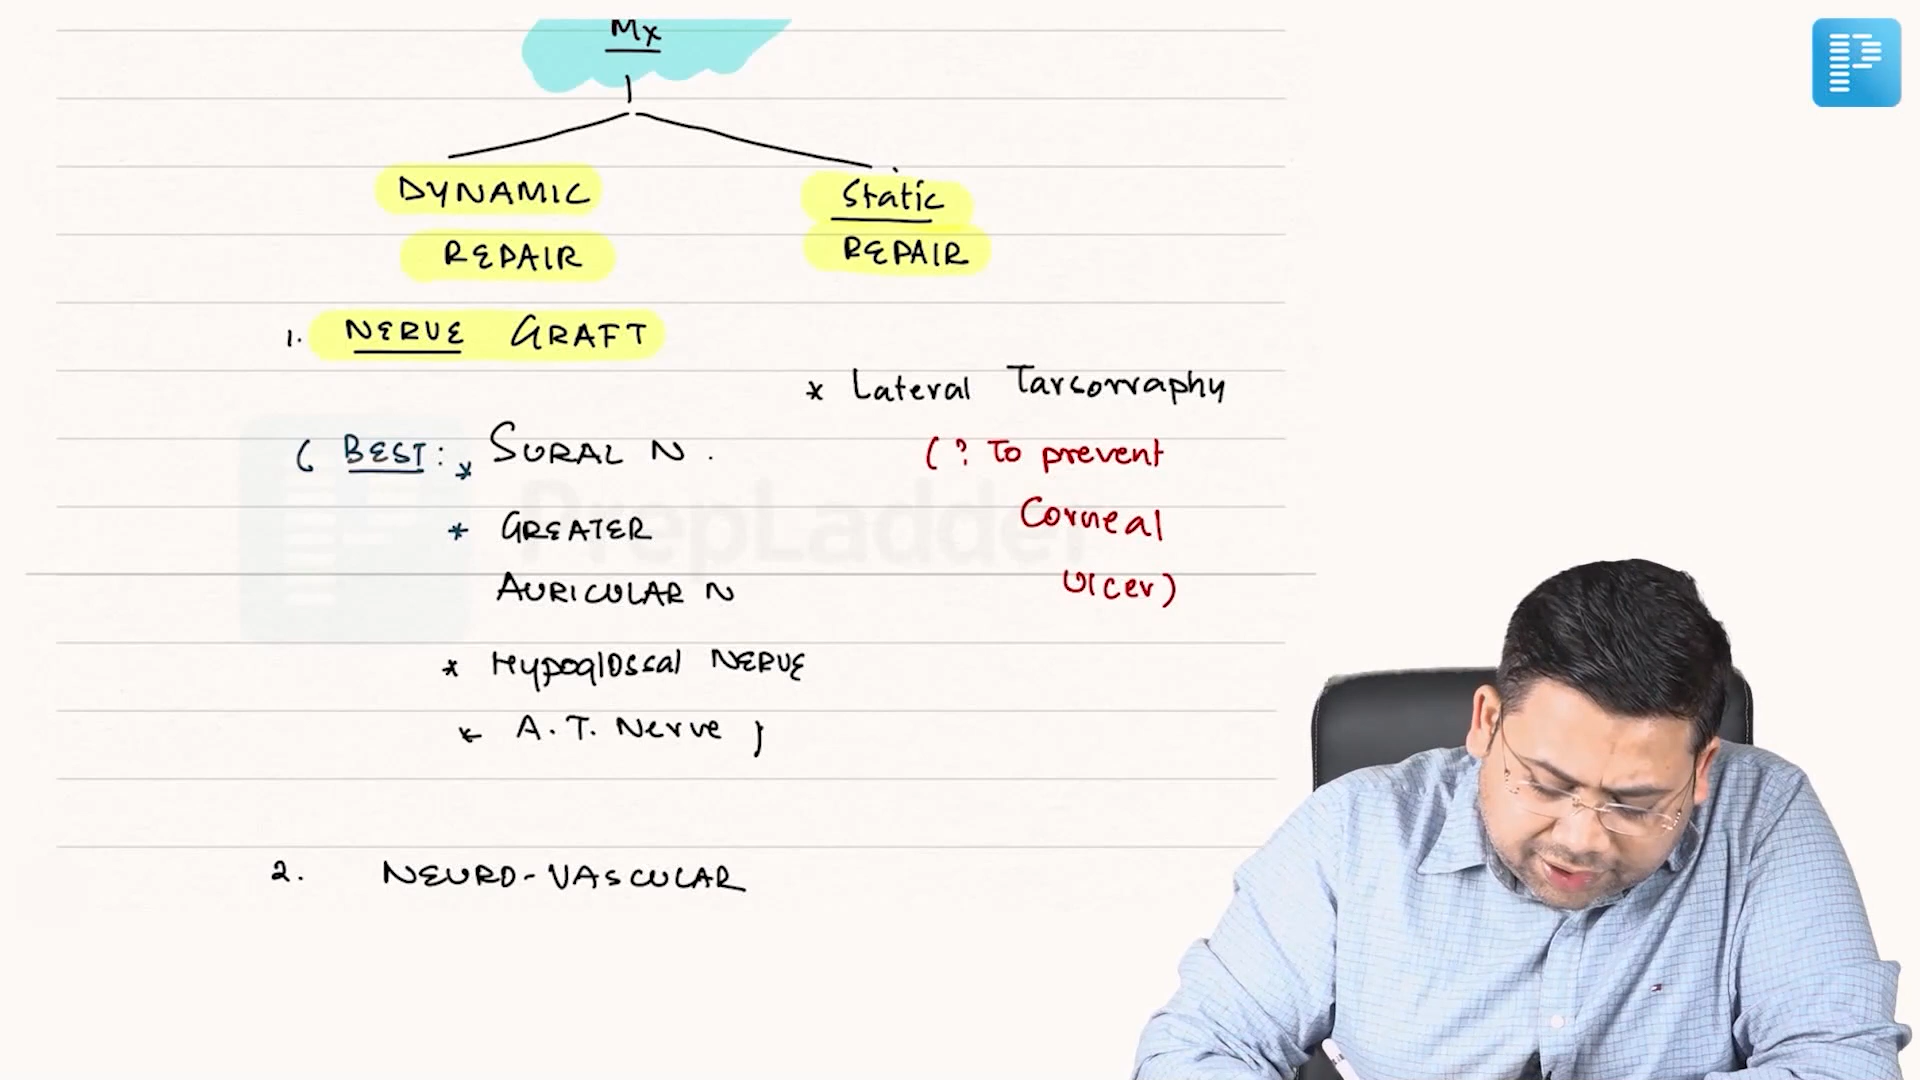 Mx
DYNAMIC
REPAIR
Static
REPAIR
1. NERVE GRAFT
( BEST: * SURAL N.
* GREATER
AURICULAR N
* Hypoglossal NERVE
* A.T. Nerve )
* Lateral Tarsorraphy
( ? To prevent
Corneal
Ulcer)
2. NEURO-VASCULAR
PrepLadder